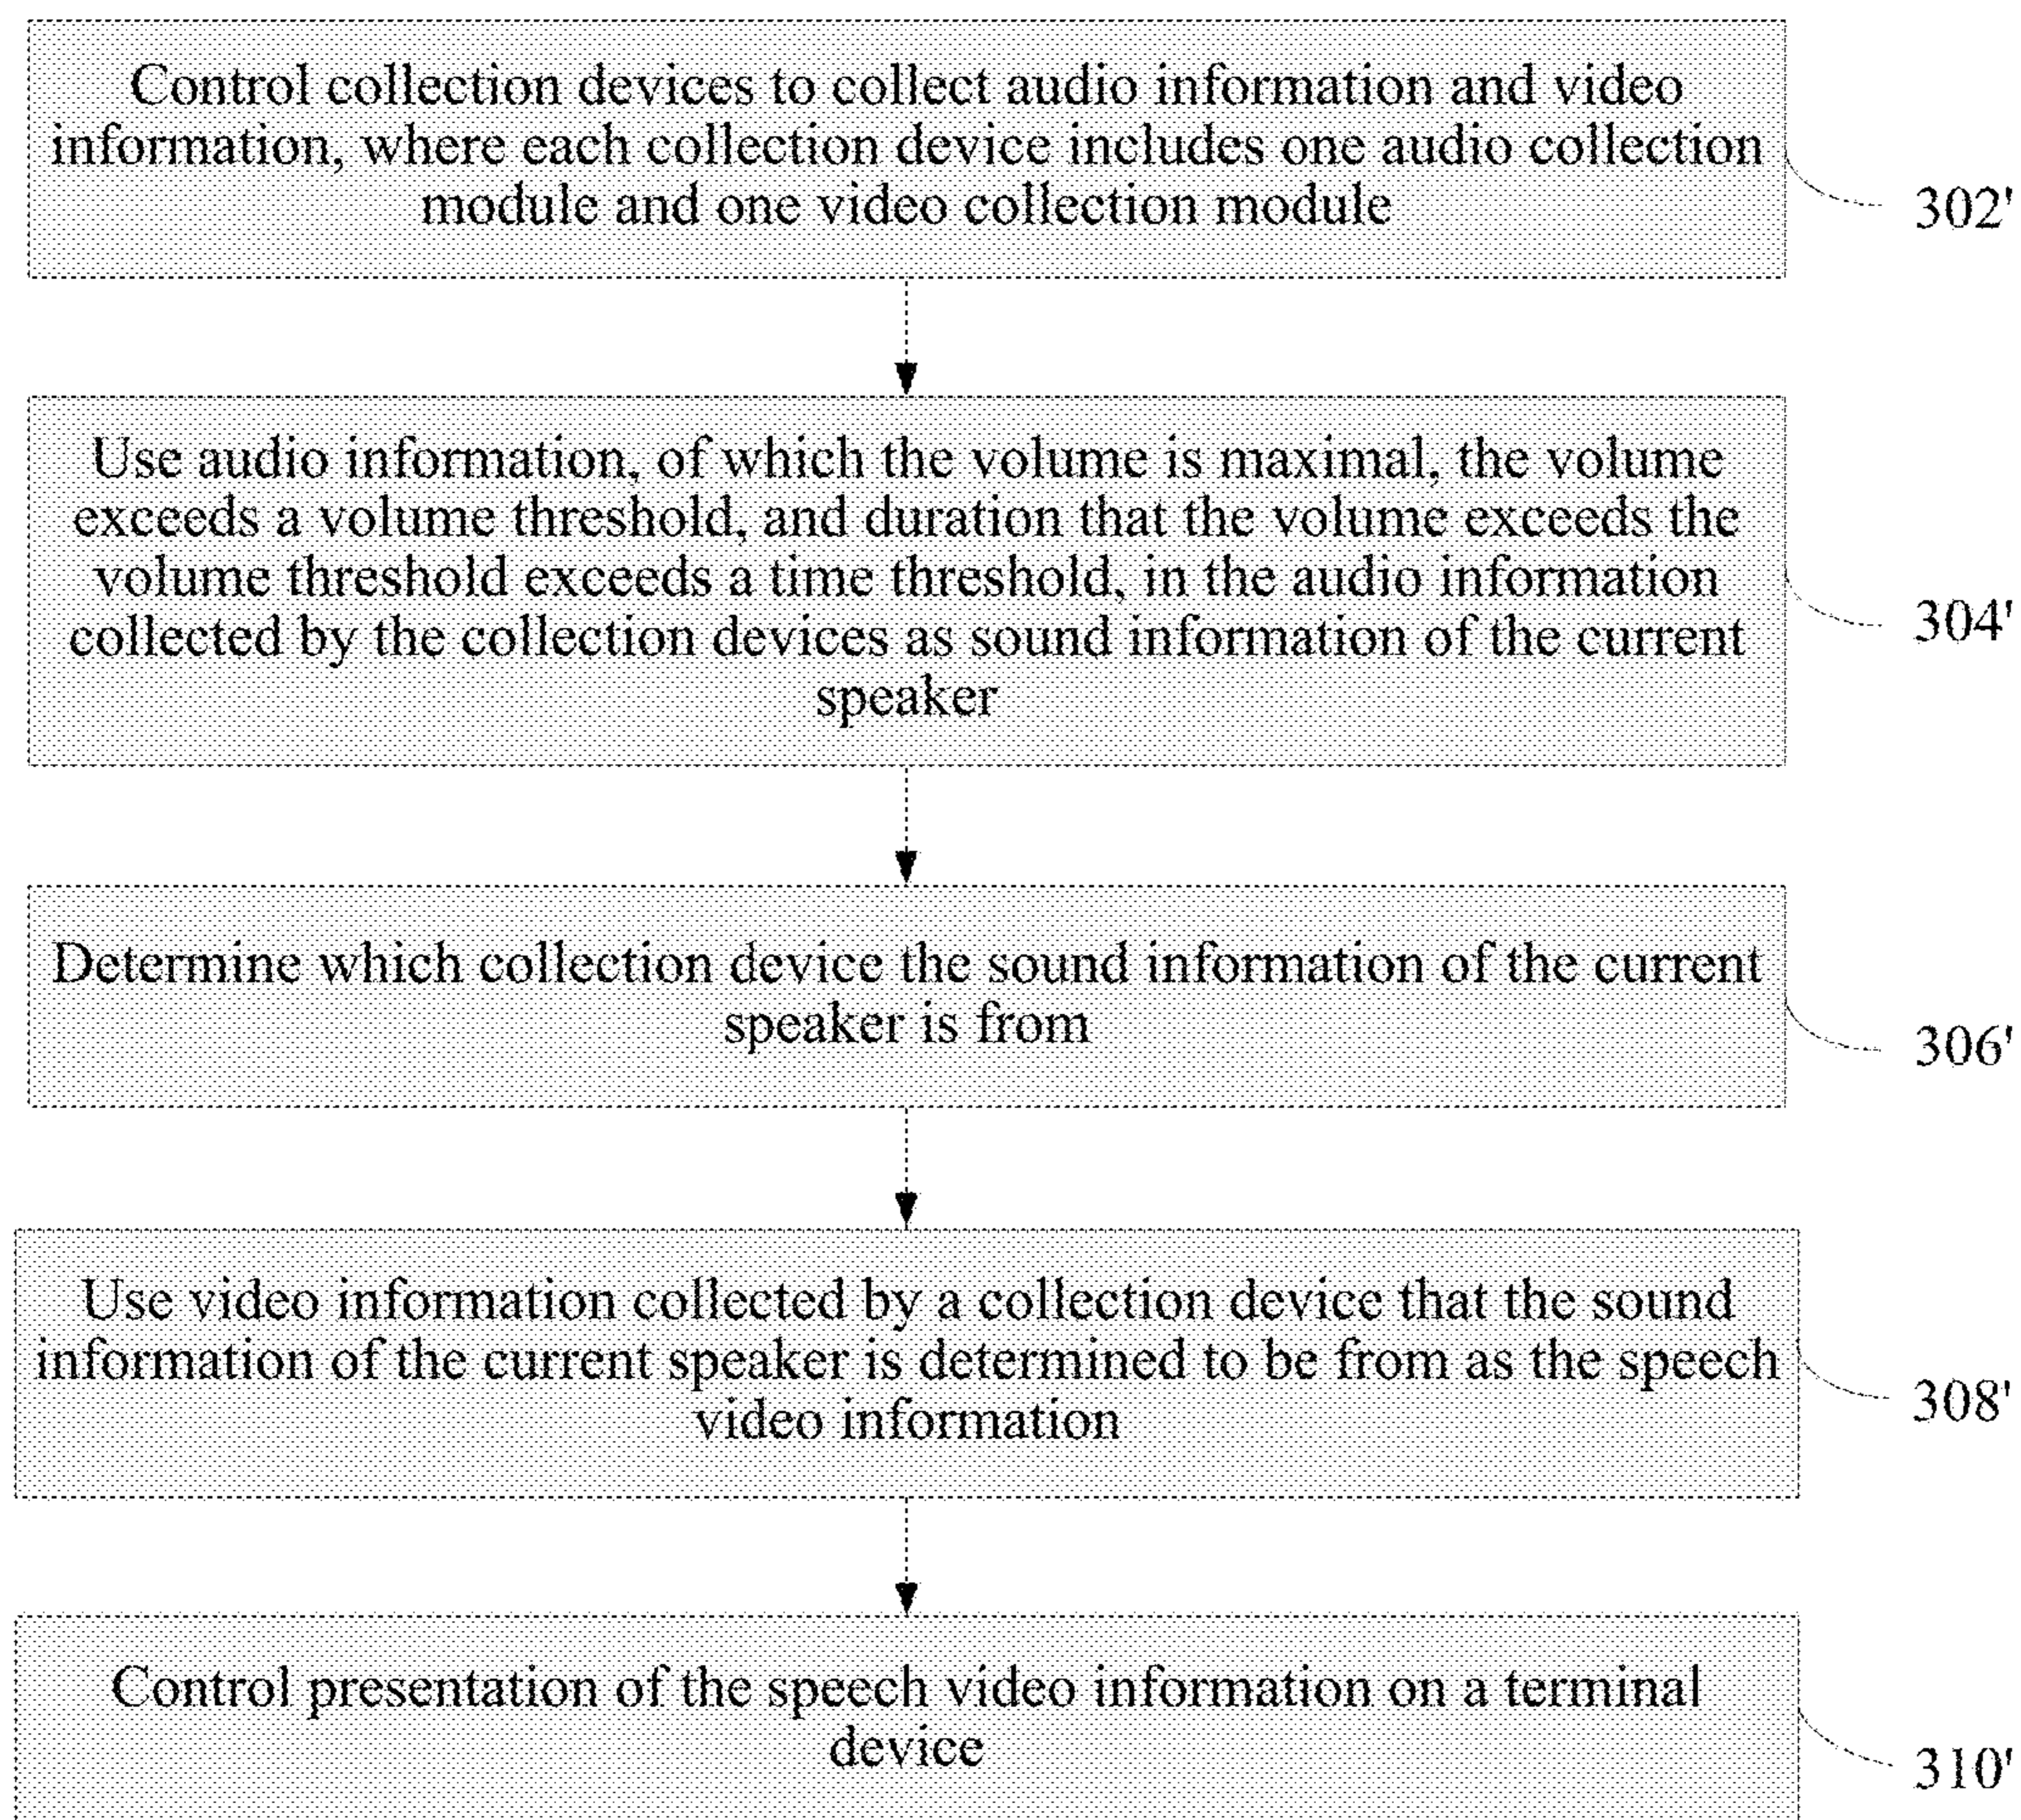 Control collection devices to collect audio information and video
information, where each collection device includes one audio collection
module and one video collection module
302'
Use audio information, of which the volume is maximal, the volume
exceeds a volume threshold, and duration that the volume exceeds the
volume threshold exceeds a time threshold, in the audio information
collected by the collection devices as sound information of the current
speaker
304'
Determine which collection device the sound information of the current
speaker is from
306'
Use video information collected by a collection device that the sound
information of the current speaker is determined to be from as the speech
video information
308'
Control presentation of the speech video information on a terminal
device
310'